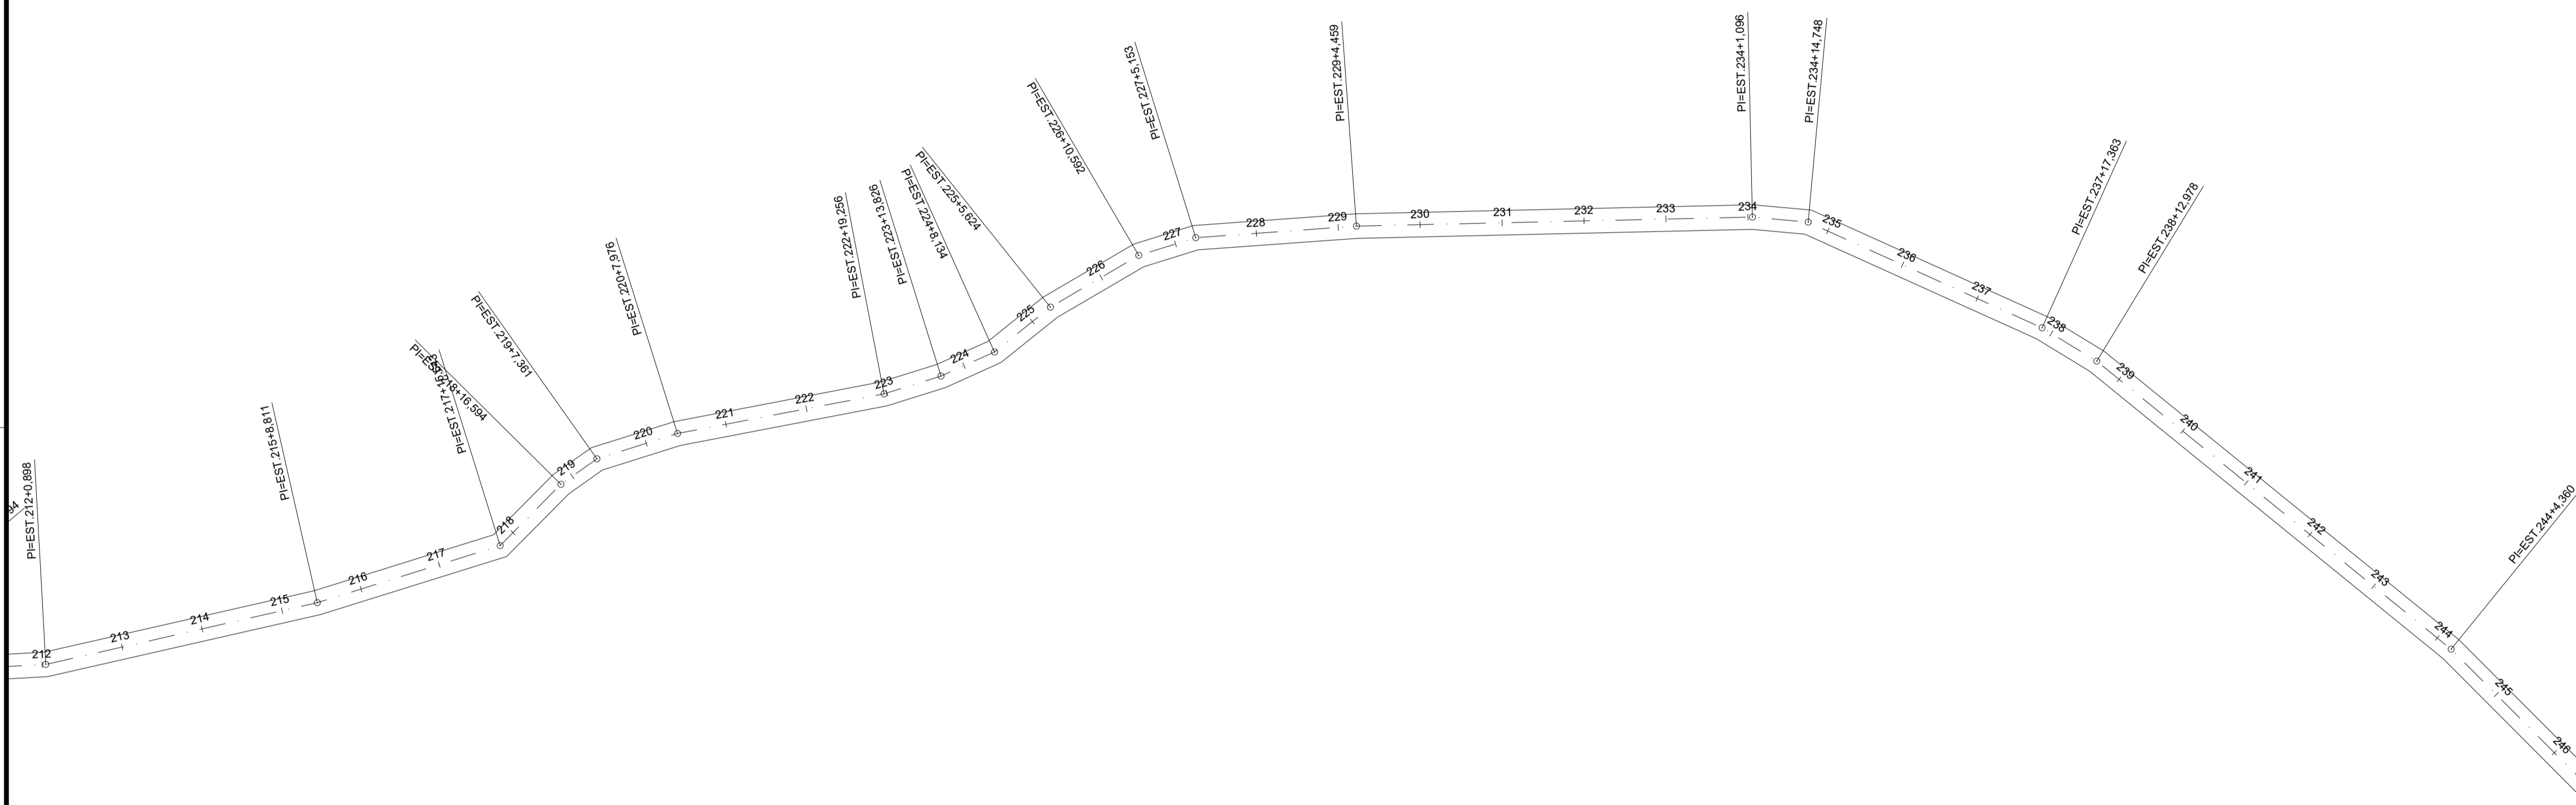 PI=EST.212+0,898
PI=EST.215+8,811
PI=EST.218+16,594
PI=EST.219+7,361
PI=EST.220+7,976
PI=EST.222+19,256
PI=EST.223+13,826
PI=EST.224+8,134
PI=EST.225+5,624
PI=EST.226+10,592
PI=EST.227+5,153
PI=EST.229+4,459
PI=EST.234+1,096
PI=EST.234+14,748
PI=EST.237+17,363
PI=EST.238+12,978
PI=EST.244+4,360
212
213
214
215
216
217
218
219
220
221
222
223
224
225
226
227
228
229
230
231
232
233
234
235
236
237
238
239
240
241
242
243
244
245
246